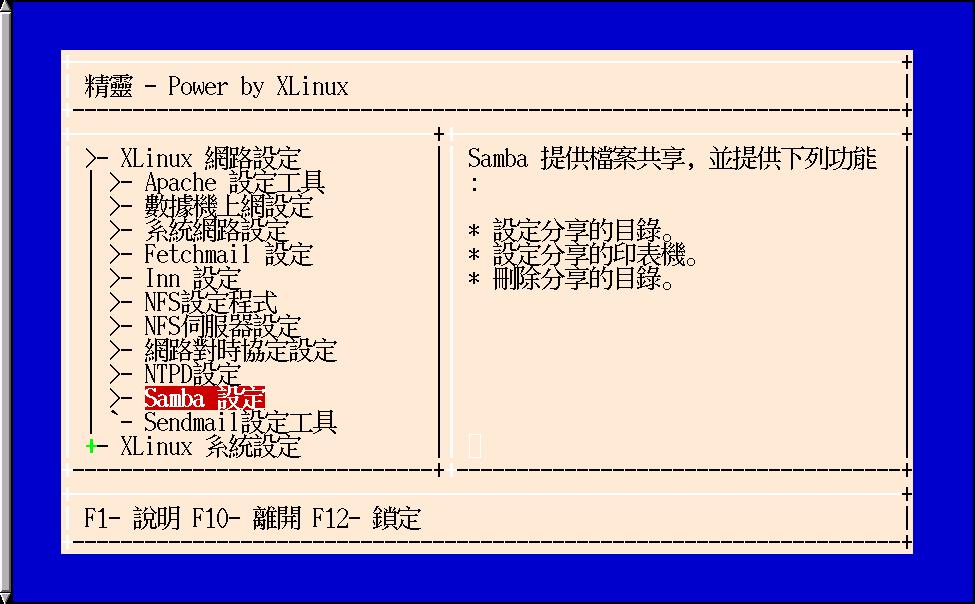 精靈 - Power by XLinux
>- XLinux 網路設定
| >- Apache 設定工具
| >- 數據機上網設定
| >- 系統網路設定
| >- Fetchmail 設定
| >- Inn 設定
| >- NFS設定程式
| >- NFS伺服器設定
| >- 網路對時協定設定
| >- NTPD設定
| >- Samba 設定
| `- Sendmail設定工具
+- XLinux 系統設定
Samba 提供檔案共享, 並提供下列功能
:
* 設定分享的目錄。
* 設定分享的印表機。
* 刪除分享的目錄。
F1- 說明 F10- 離開 F12- 鎖定